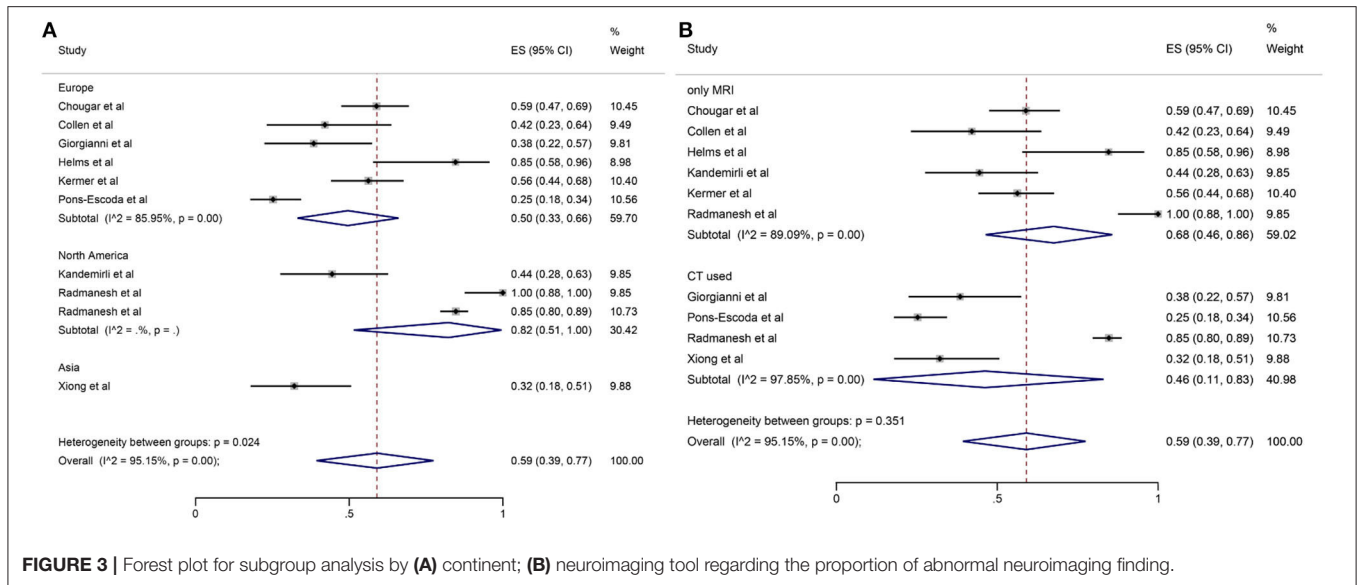 A
%
Study ES (95% CI) Weight
Europe
Chougar et al 0.59 (0.47, 0.69) 10.45
Collen et al 0.42 (0.23, 0.64) 9.49
Giorgianni et al 0.38 (0.22, 0.57) 9.81
Helms et al 0.85 (0.58, 0.96) 8.98
Kermer et al 0.56 (0.44, 0.68) 10.40
Pons-Escoda et al 0.25 (0.18, 0.34) 10.56
Subtotal (I^2 = 85.95%, p = 0.00) 0.50 (0.33, 0.66) 59.70
North America
Kandemirli et al 0.44 (0.28, 0.63) 9.85
Radmanesh et al 1.00 (0.88, 1.00) 9.85
Radmanesh et al 0.85 (0.80, 0.89) 10.73
Subtotal (I^2 = .%, p = .) 0.82 (0.51, 1.00) 30.42
Asia
Xiong et al 0.32 (0.18, 0.51) 9.88
Heterogeneity between groups: p = 0.024
Overall (I^2 = 95.15%, p = 0.00); 0.59 (0.39, 0.77) 100.00
0 .5 1
B
%
Study ES (95% CI) Weight
only MRI
Chougar et al 0.59 (0.47, 0.69) 10.45
Collen et al 0.42 (0.23, 0.64) 9.49
Helms et al 0.85 (0.58, 0.96) 8.98
Kandemirli et al 0.44 (0.28, 0.63) 9.85
Kermer et al 0.56 (0.44, 0.68) 10.40
Radmanesh et al 1.00 (0.88, 1.00) 9.85
Subtotal (I^2 = 89.09%, p = 0.00) 0.68 (0.46, 0.86) 59.02
CT used
Giorgianni et al 0.38 (0.22, 0.57) 9.81
Pons-Escoda et al 0.25 (0.18, 0.34) 10.56
Radmanesh et al 0.85 (0.80, 0.89) 10.73
Xiong et al 0.32 (0.18, 0.51) 9.88
Subtotal (I^2 = 97.85%, p = 0.00) 0.46 (0.11, 0.83) 40.98
Heterogeneity between groups: p = 0.351
Overall (I^2 = 95.15%, p = 0.00); 0.59 (0.39, 0.77) 100.00
0 .5 1
FIGURE 3 | Forest plot for subgroup analysis by (A) continent; (B) neuroimaging tool regarding the proportion of abnormal neuroimaging finding.